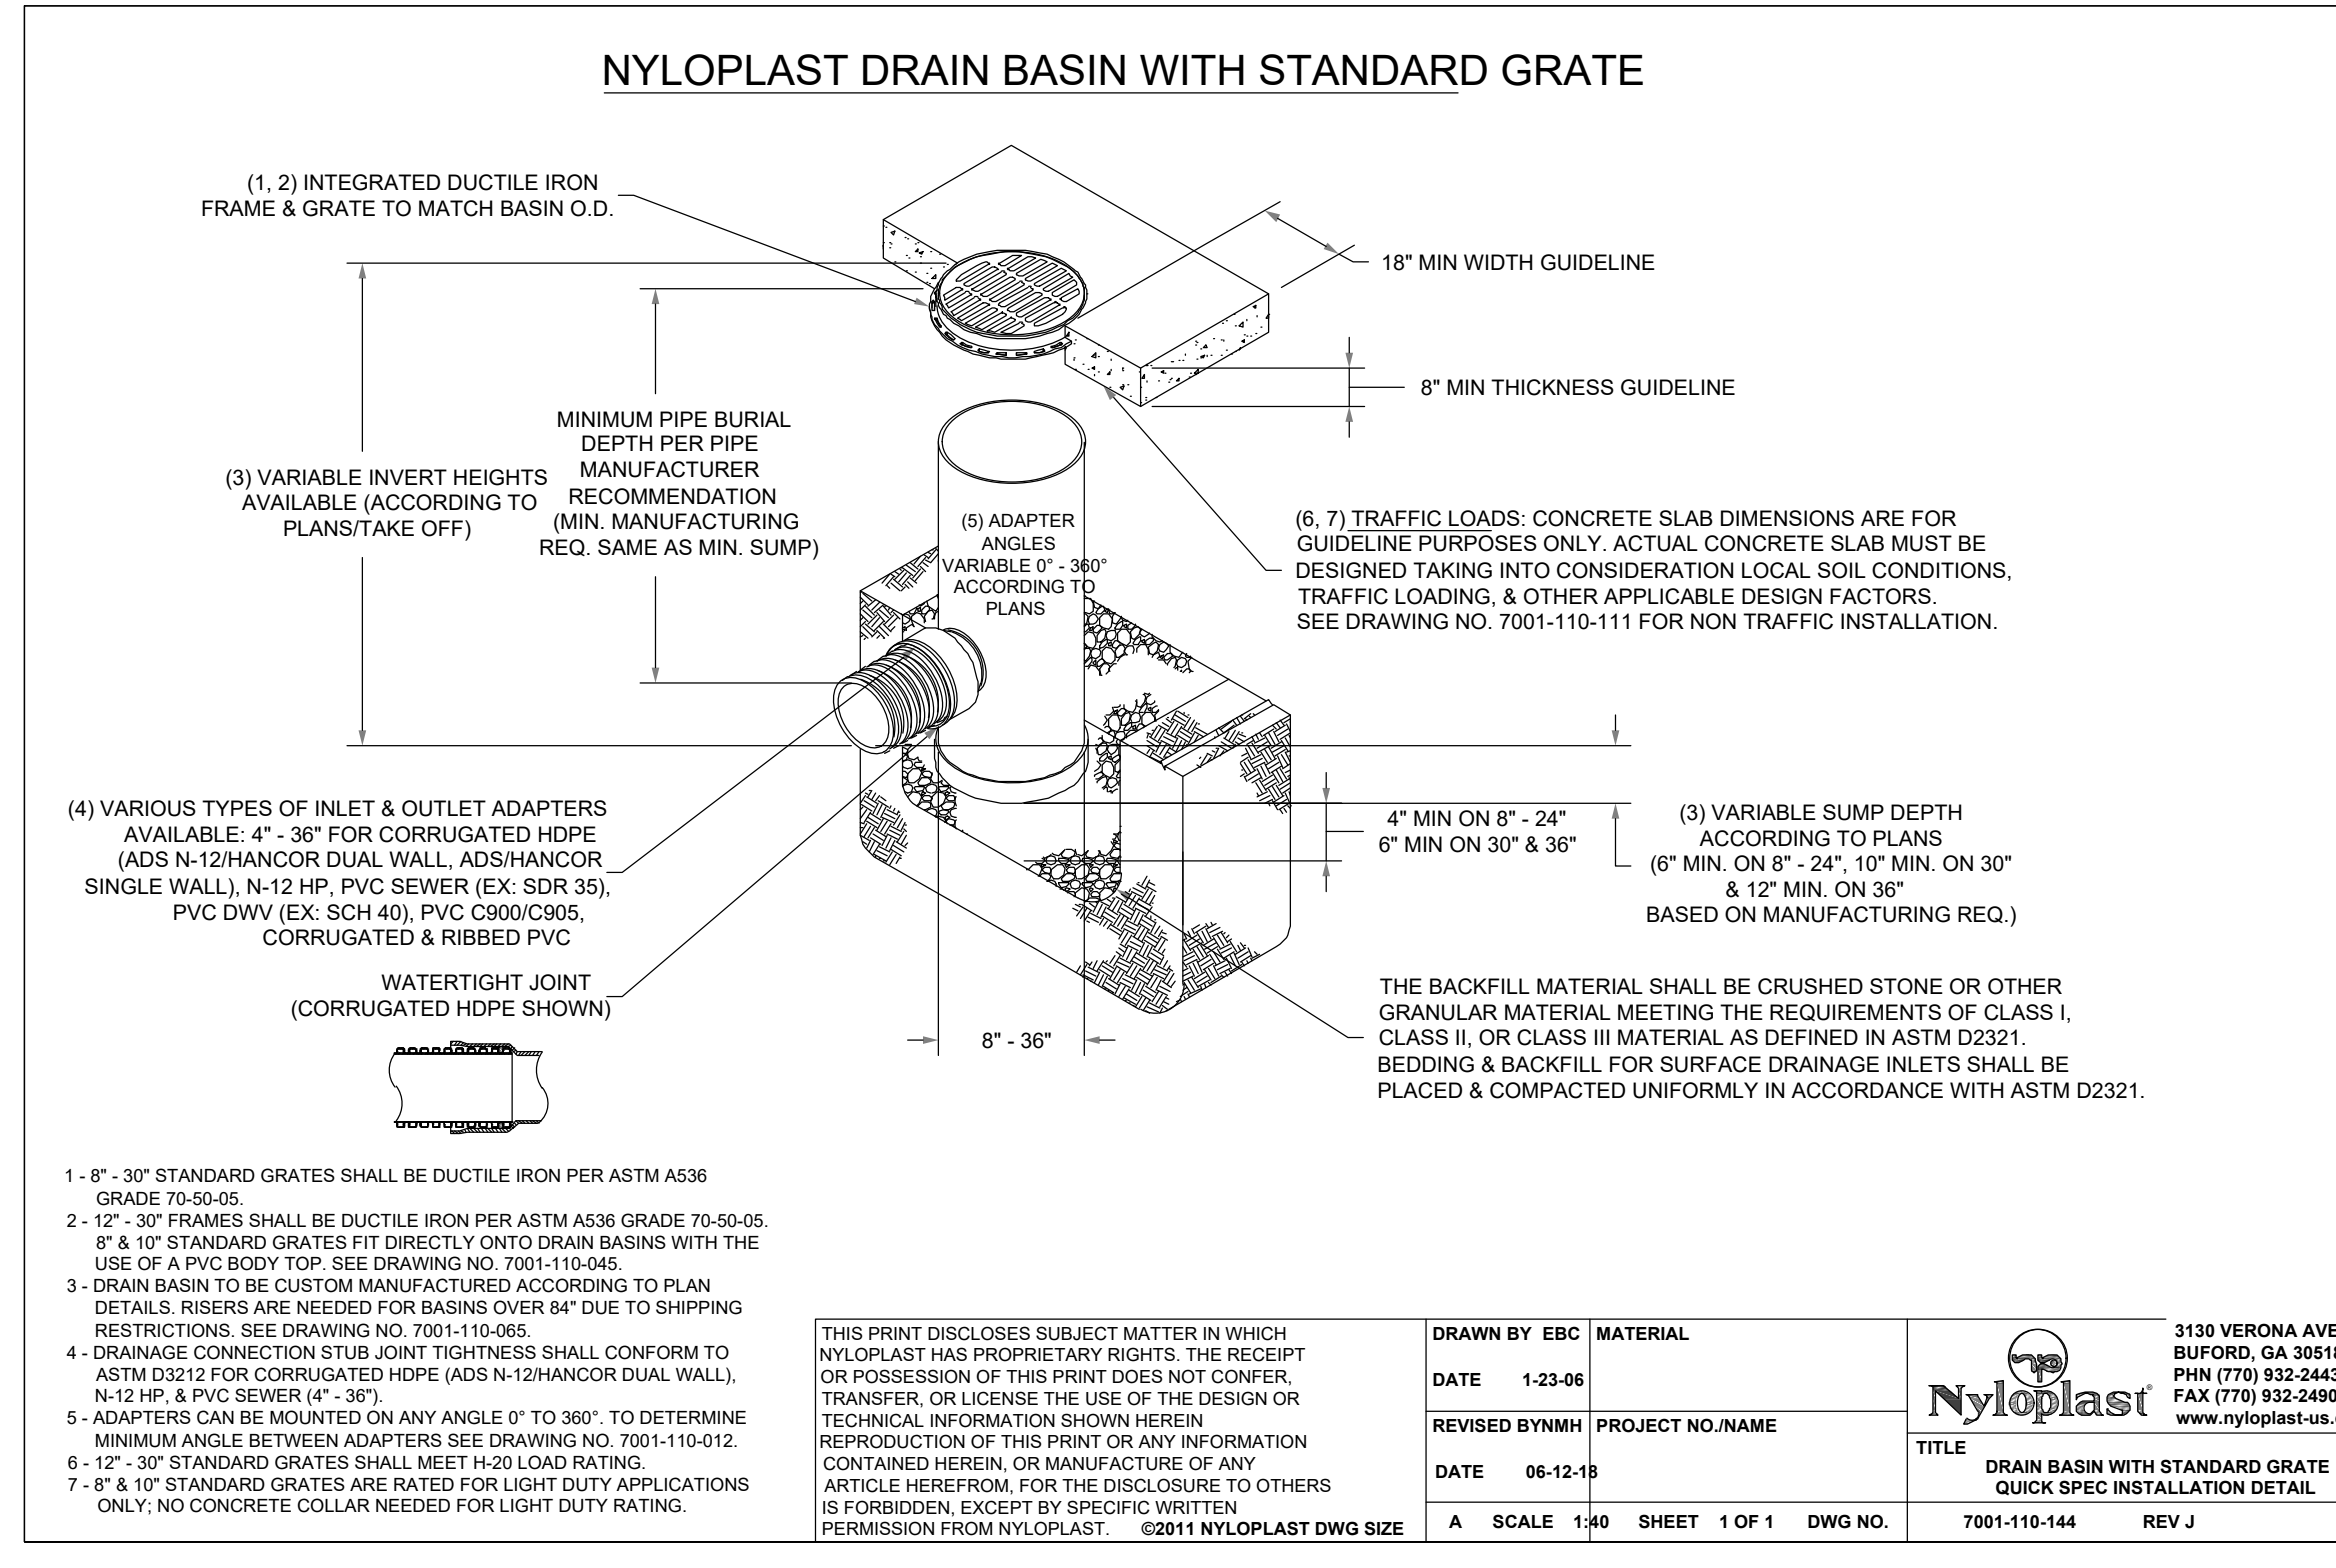 NYLOPLAST DRAIN BASIN WITH STANDARD GRATE
(1, 2) INTEGRATED DUCTILE IRON
FRAME & GRATE TO MATCH BASIN O.D.
18" MIN WIDTH GUIDELINE
8" MIN THICKNESS GUIDELINE
MINIMUM PIPE BURIAL
DEPTH PER PIPE
MANUFACTURER
RECOMMENDATION
(MIN. MANUFACTURING
REQ. SAME AS MIN. SUMP)
(3) VARIABLE INVERT HEIGHTS
AVAILABLE (ACCORDING TO
PLANS/TAKE OFF)
(5) ADAPTER
ANGLES
VARIABLE 0° - 360°
ACCORDING TO
PLANS
(6, 7) TRAFFIC LOADS: CONCRETE SLAB DIMENSIONS ARE FOR
GUIDELINE PURPOSES ONLY. ACTUAL CONCRETE SLAB MUST BE
DESIGNED TAKING INTO CONSIDERATION LOCAL SOIL CONDITIONS,
TRAFFIC LOADING, & OTHER APPLICABLE DESIGN FACTORS.
SEE DRAWING NO. 7001-110-111 FOR NON TRAFFIC INSTALLATION.
(4) VARIOUS TYPES OF INLET & OUTLET ADAPTERS
AVAILABLE: 4" - 36" FOR CORRUGATED HDPE
(ADS N-12/HANCOR DUAL WALL, ADS/HANCOR
SINGLE WALL), N-12 HP, PVC SEWER (EX: SDR 35),
PVC DWV (EX: SCH 40), PVC C900/C905,
CORRUGATED & RIBBED PVC
4" MIN ON 8" - 24"
6" MIN ON 30" & 36"
(3) VARIABLE SUMP DEPTH
ACCORDING TO PLANS
(6" MIN. ON 8" - 24", 10" MIN. ON 30"
& 12" MIN. ON 36"
BASED ON MANUFACTURING REQ.)
WATERTIGHT JOINT
(CORRUGATED HDPE SHOWN)
8" - 36"
THE BACKFILL MATERIAL SHALL BE CRUSHED STONE OR OTHER
GRANULAR MATERIAL MEETING THE REQUIREMENTS OF CLASS I,
CLASS II, OR CLASS III MATERIAL AS DEFINED IN ASTM D2321.
BEDDING & BACKFILL FOR SURFACE DRAINAGE INLETS SHALL BE
PLACED & COMPACTED UNIFORMLY IN ACCORDANCE WITH ASTM D2321.
1 - 8" - 30" STANDARD GRATES SHALL BE DUCTILE IRON PER ASTM A536
GRADE 70-50-05.
2 - 12" - 30" FRAMES SHALL BE DUCTILE IRON PER ASTM A536 GRADE 70-50-05.
8" & 10" STANDARD GRATES FIT DIRECTLY ONTO DRAIN BASINS WITH THE
USE OF A PVC BODY TOP. SEE DRAWING NO. 7001-110-045.
3 - DRAIN BASIN TO BE CUSTOM MANUFACTURED ACCORDING TO PLAN
DETAILS. RISERS ARE NEEDED FOR BASINS OVER 84" DUE TO SHIPPING
RESTRICTIONS. SEE DRAWING NO. 7001-110-065.
4 - DRAINAGE CONNECTION STUB JOINT TIGHTNESS SHALL CONFORM TO
ASTM D3212 FOR CORRUGATED HDPE (ADS N-12/HANCOR DUAL WALL),
N-12 HP, & PVC SEWER (4" - 36").
5 - ADAPTERS CAN BE MOUNTED ON ANY ANGLE 0° TO 360°. TO DETERMINE
MINIMUM ANGLE BETWEEN ADAPTERS SEE DRAWING NO. 7001-110-012.
6 - 12" - 30" STANDARD GRATES SHALL MEET H-20 LOAD RATING.
7 - 8" & 10" STANDARD GRATES ARE RATED FOR LIGHT DUTY APPLICATIONS
ONLY; NO CONCRETE COLLAR NEEDED FOR LIGHT DUTY RATING.
THIS PRINT DISCLOSES SUBJECT MATTER IN WHICH
NYLOPLAST HAS PROPRIETARY RIGHTS. THE RECEIPT
OR POSSESSION OF THIS PRINT DOES NOT CONFER,
TRANSFER, OR LICENSE THE USE OF THE DESIGN OR
TECHNICAL INFORMATION SHOWN HEREIN
REPRODUCTION OF THIS PRINT OR ANY INFORMATION
CONTAINED HEREIN, OR MANUFACTURE OF ANY
ARTICLE HEREFROM, FOR THE DISCLOSURE TO OTHERS
IS FORBIDDEN, EXCEPT BY SPECIFIC WRITTEN
PERMISSION FROM NYLOPLAST. ©2011 NYLOPLAST DWG SIZE
DRAWN BY EBC
DATE 1-23-06
MATERIAL
REVISED BYNMH
DATE 06-12-18
PROJECT NO./NAME
A SCALE 1:40 SHEET 1 OF 1 DWG NO.
Nyloplast®
3130 VERONA AVE
BUFORD, GA 30518
PHN (770) 932-2443
FAX (770) 932-2490
www.nyloplast-us.
TITLE
DRAIN BASIN WITH STANDARD GRATE
QUICK SPEC INSTALLATION DETAIL
7001-110-144 REV J